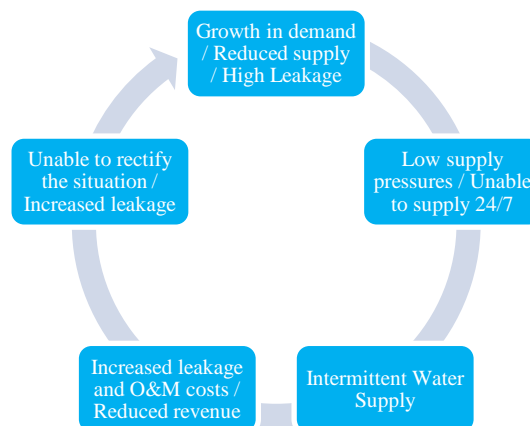 Growth in demand
/ Reduced supply
/ High Leakage
Low supply
pressures / Unable
to supply 24/7
Intermittent Water
Supply
Increased leakage
and O&M costs /
Reduced revenue
Unable to rectify
the situation /
Increased leakage